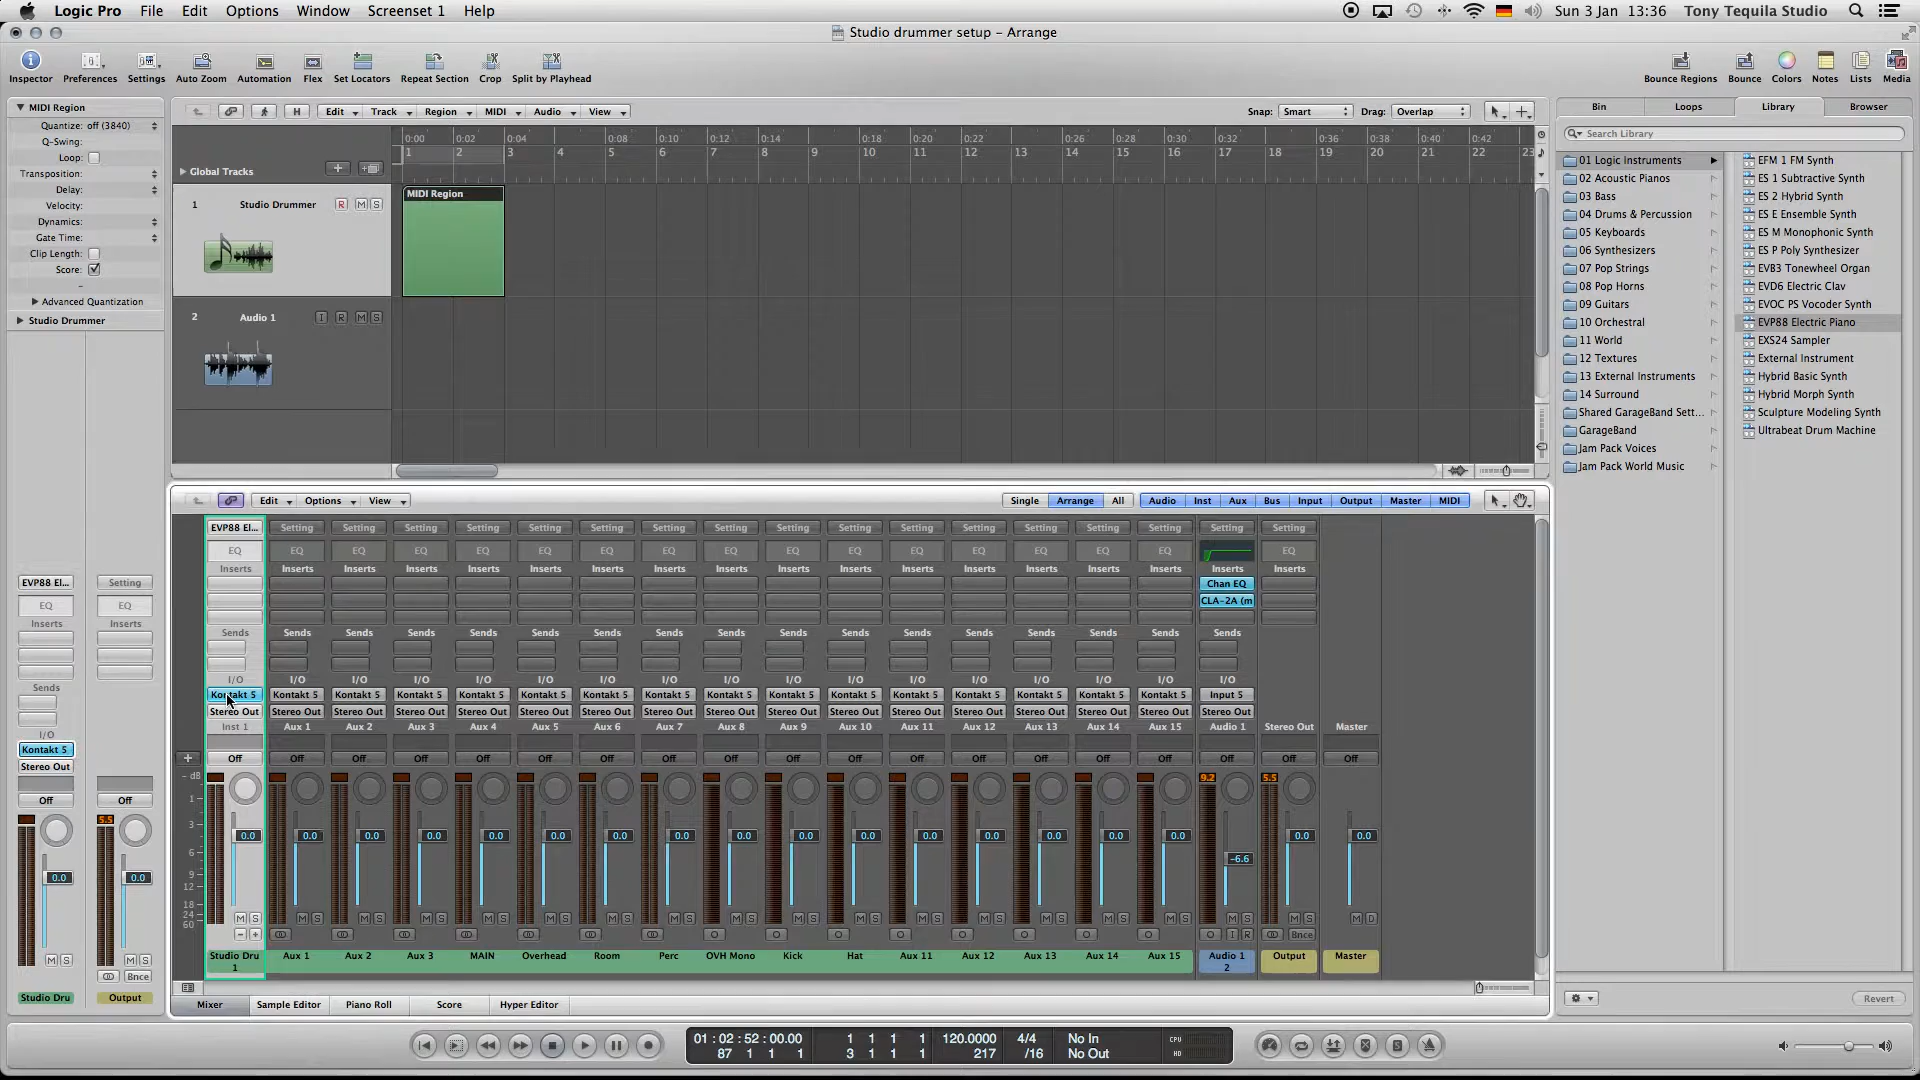 Logic Pro File Edit Options Window Screenset 1 Help
Sun 3 Jan 13:36 Tony Tequila Studio
Studio drummer setup – Arrange
Inspector Preferences Settings Auto Zoom Automation Flex Set Locators Repeat Section Crop Split by Playhead
Bounce Regions Bounce Colors Notes Lists Media
MIDI Region
Quantize: off (3840)
Q-Swing:
Loop:
Transposition:
Delay:
Velocity:
Dynamics:
Gate Time:
Clip Length:
Score:
Advanced Quantization
Studio Drummer
H Edit Track Region MIDI Audio View Snap: Smart Drag: Overlap
0:00 0:02 0:04 0:06 0:08 0:10 0:12 0:14 0:18 0:20 0:22 0:26 0:28 0:30 0:32 0:36 0:38 0:40 0:42
1 2 3 4 5 6 7 8 9 10 11 12 13 14 15 16 17 18 19 20 21 22 23
Global Tracks
1 Studio Drummer R M S
MIDI Region
2 Audio 1 I R M S
Bin Loops Library Browser
Search Library
01 Logic Instruments
02 Acoustic Pianos
03 Bass
04 Drums & Percussion
05 Keyboards
06 Synthesizers
07 Pop Strings
08 Pop Horns
09 Guitars
10 Orchestral
11 World
12 Textures
13 External Instruments
14 Surround
Shared GarageBand Sett...
GarageBand
Jam Pack Voices
Jam Pack World Music
EFM 1 FM Synth
ES 1 Subtractive Synth
ES 2 Hybrid Synth
ES E Ensemble Synth
ES M Monophonic Synth
ES P Poly Synthesizer
EVB3 Tonewheel Organ
EVD6 Electric Clav
EVOC PS Vocoder Synth
EVP88 Electric Piano
EXS24 Sampler
External Instrument
Hybrid Basic Synth
Hybrid Morph Synth
Sculpture Modeling Synth
Ultrabeat Drum Machine
Revert
Edit Options View Single Arrange All Audio Inst Aux Bus Input Output Master MIDI
EVP88 El... Setting Setting Setting Setting Setting Setting Setting Setting Setting Setting Setting Setting Setting Setting Setting Setting Setting
EQ EQ EQ EQ EQ EQ EQ EQ EQ EQ EQ EQ EQ EQ EQ EQ EQ
Inserts Inserts Inserts Inserts Inserts Inserts Inserts Inserts Inserts Inserts Inserts Inserts Inserts Inserts Inserts Inserts Inserts Inserts
Chan EQ
CLA-2A (m
Sends Sends Sends Sends Sends Sends Sends Sends Sends Sends Sends Sends Sends Sends Sends Sends Sends
I/O I/O I/O I/O I/O I/O I/O I/O I/O I/O I/O I/O I/O I/O I/O I/O I/O
Kontakt 5 Kontakt 5 Kontakt 5 Kontakt 5 Kontakt 5 Kontakt 5 Kontakt 5 Kontakt 5 Kontakt 5 Kontakt 5 Kontakt 5 Kontakt 5 Kontakt 5 Kontakt 5 Kontakt 5 Kontakt 5 Input 5
Stereo Out Stereo Out Stereo Out Stereo Out Stereo Out Stereo Out Stereo Out Stereo Out Stereo Out Stereo Out Stereo Out Stereo Out Stereo Out Stereo Out Stereo Out Stereo Out Stereo Out
Inst 1 Aux 1 Aux 2 Aux 3 Aux 4 Aux 5 Aux 6 Aux 7 Aux 8 Aux 9 Aux 10 Aux 11 Aux 12 Aux 13 Aux 14 Aux 15 Audio 1 Stereo Out Master
Off Off Off Off Off Off Off Off Off Off Off Off Off Off Off Off Off Off Off
dB 9.2 5.5
1
3
0.0 0.0 0.0 0.0 0.0 0.0 0.0 0.0 0.0 0.0 0.0 0.0 0.0 0.0 0.0 0.0 -6.6 0.0 0.0
6
9
12
18
24
60
M S M S M S M S M S M S M S M S M S M S M S M S M S M S M S M S M S M S M D
I R Bnce
Studio Dru Aux 1 Aux 2 Aux 3 MAIN Overhead Room Perc OVH Mono Kick Hat Aux 11 Aux 12 Aux 13 Aux 14 Aux 15 Audio 1 Output Master
1 2
EVP88 El... Setting
EQ EQ
Inserts Inserts
Sends
I/O
Kontakt 5
Stereo Out
Off Off
5.5
0.0 0.0
M S M S
Bnce
Studio Dru Output
Mixer Sample Editor Piano Roll Score Hyper Editor
01 : 02 : 52 : 00.00 1 1 1 1 120.0000 4/4 No In CPU
87 1 1 1 3 1 1 1 217 /16 No Out HD